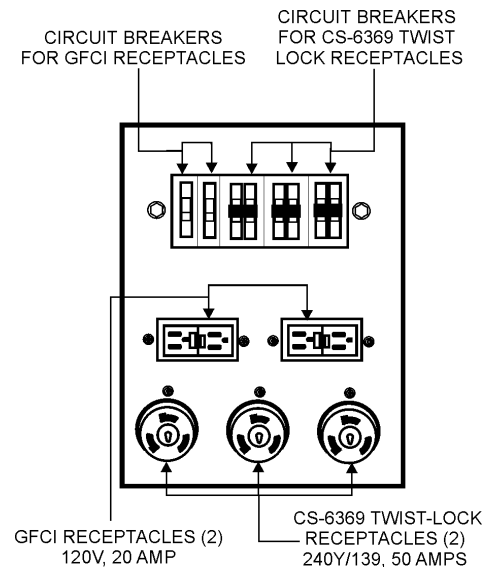 CIRCUIT BREAKERS
FOR GFCI RECEPTACLES
CIRCUIT BREAKERS
FOR CS-6369 TWIST
LOCK RECEPTACLES
GFCI RECEPTACLES (2)
120V, 20 AMP
CS-6369 TWIST-LOCK
RECEPTACLES (2)
240Y/139, 50 AMPS